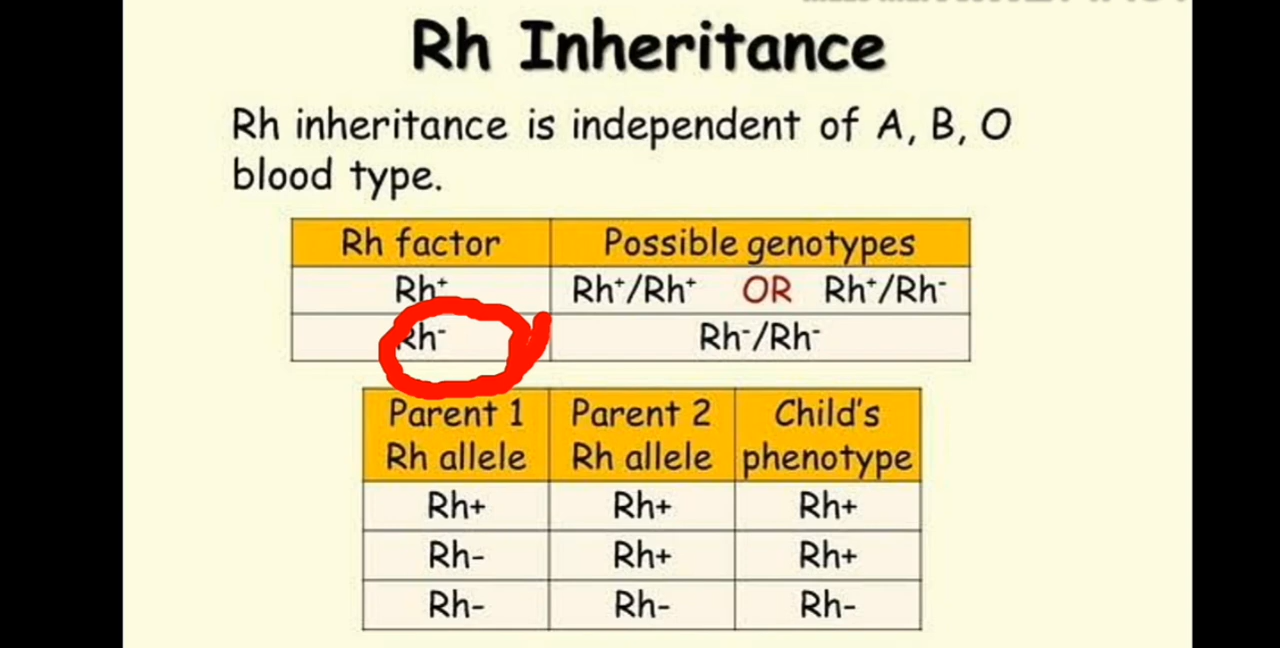 Rh Inheritance
Rh inheritance is independent of A, B, O
blood type.
Rh factor Possible genotypes
Rh⁺ Rh⁺/Rh⁺ OR Rh⁺/Rh⁻
Rh⁻ Rh⁻/Rh⁻
Parent 1 Parent 2 Child's
Rh allele Rh allele phenotype
Rh+ Rh+ Rh+
Rh- Rh+ Rh+
Rh- Rh- Rh-